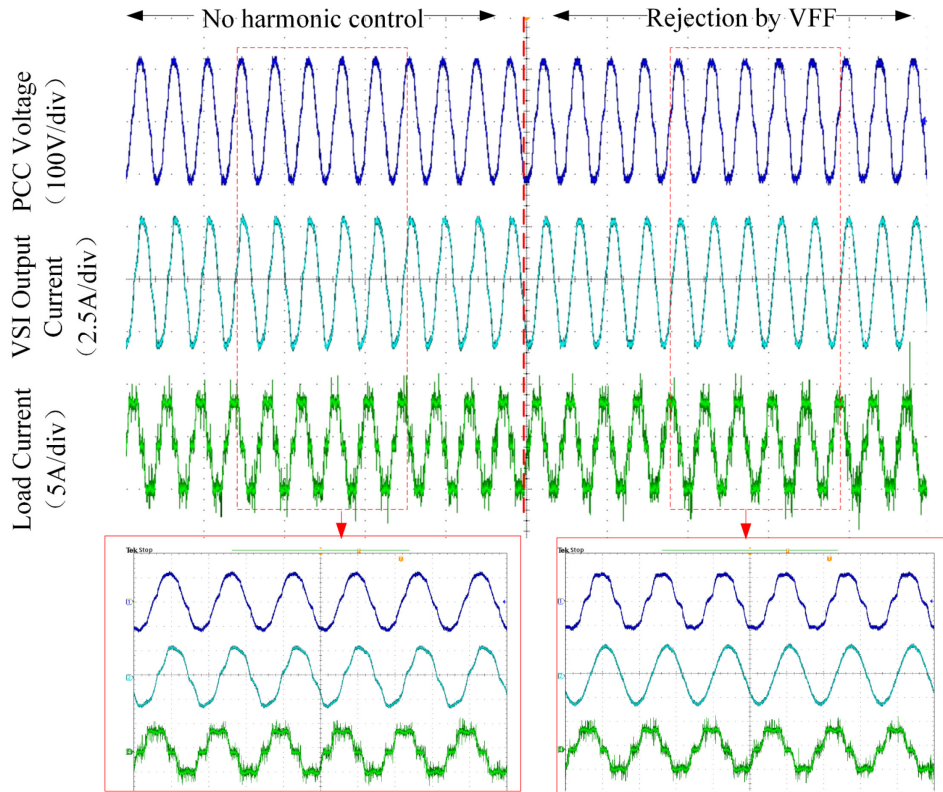 No harmonic control
Rejection by VFF
PCC Voltage
（100V/div）
VSI Output
Current
（2.5A/div）
Load Current
（5A/div）
Tek Stop
Tek Stop